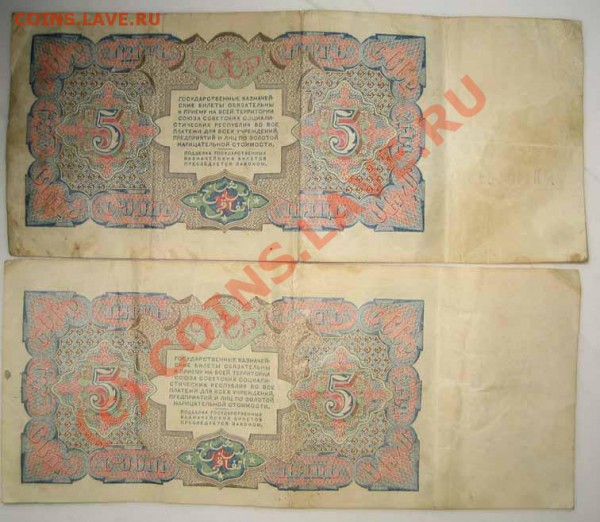 COINS.LAVE.RU
СССР
ГОСУДАРСТВЕННЫЕ КАЗНАЧЕЙ-
СКИЕ БИЛЕТЫ ОБЯЗАТЕЛЬНЫ
К ПРИЕМУ НА ВСЕЙ ТЕРРИТОРИИ
СОЮЗА СОВЕТСКИХ СОЦИАЛИ-
СТИЧЕСКИХ РЕСПУБЛИК ВО ВСЕ
ПЛАТЕЖИ ДЛЯ ВСЕХ УЧРЕЖДЕНИЙ,
ПРЕДПРИЯТИЙ И ЛИЦ ПО ЗОЛОТОЙ
НАРИЦАТЕЛЬНОЙ СТОИМОСТИ.
ПОДДЕЛКА ГОСУДАРСТВЕННЫХ
КАЗНАЧЕЙСКИХ БИЛЕТОВ
ПРЕСЛЕДУЕТСЯ ЗАКОНОМ.
5 5
COINS.LAVE.RU
СССР
ГОСУДАРСТВЕННЫЕ КАЗНАЧЕЙ-
СКИЕ БИЛЕТЫ ОБЯЗАТЕЛЬНЫ
К ПРИЕМУ НА ВСЕЙ ТЕРРИТОРИИ
СОЮЗА СОВЕТСКИХ СОЦИАЛИ-
СТИЧЕСКИХ РЕСПУБЛИК ВО ВСЕ
ПЛАТЕЖИ ДЛЯ ВСЕХ УЧРЕЖДЕНИЙ,
ПРЕДПРИЯТИЙ И ЛИЦ ПО ЗОЛОТОЙ
НАРИЦАТЕЛЬНОЙ СТОИМОСТИ.
ПОДДЕЛКА ГОСУДАРСТВЕННЫХ
КАЗНАЧЕЙСКИХ БИЛЕТОВ
ПРЕСЛЕДУЕТСЯ ЗАКОНОМ.
5 5